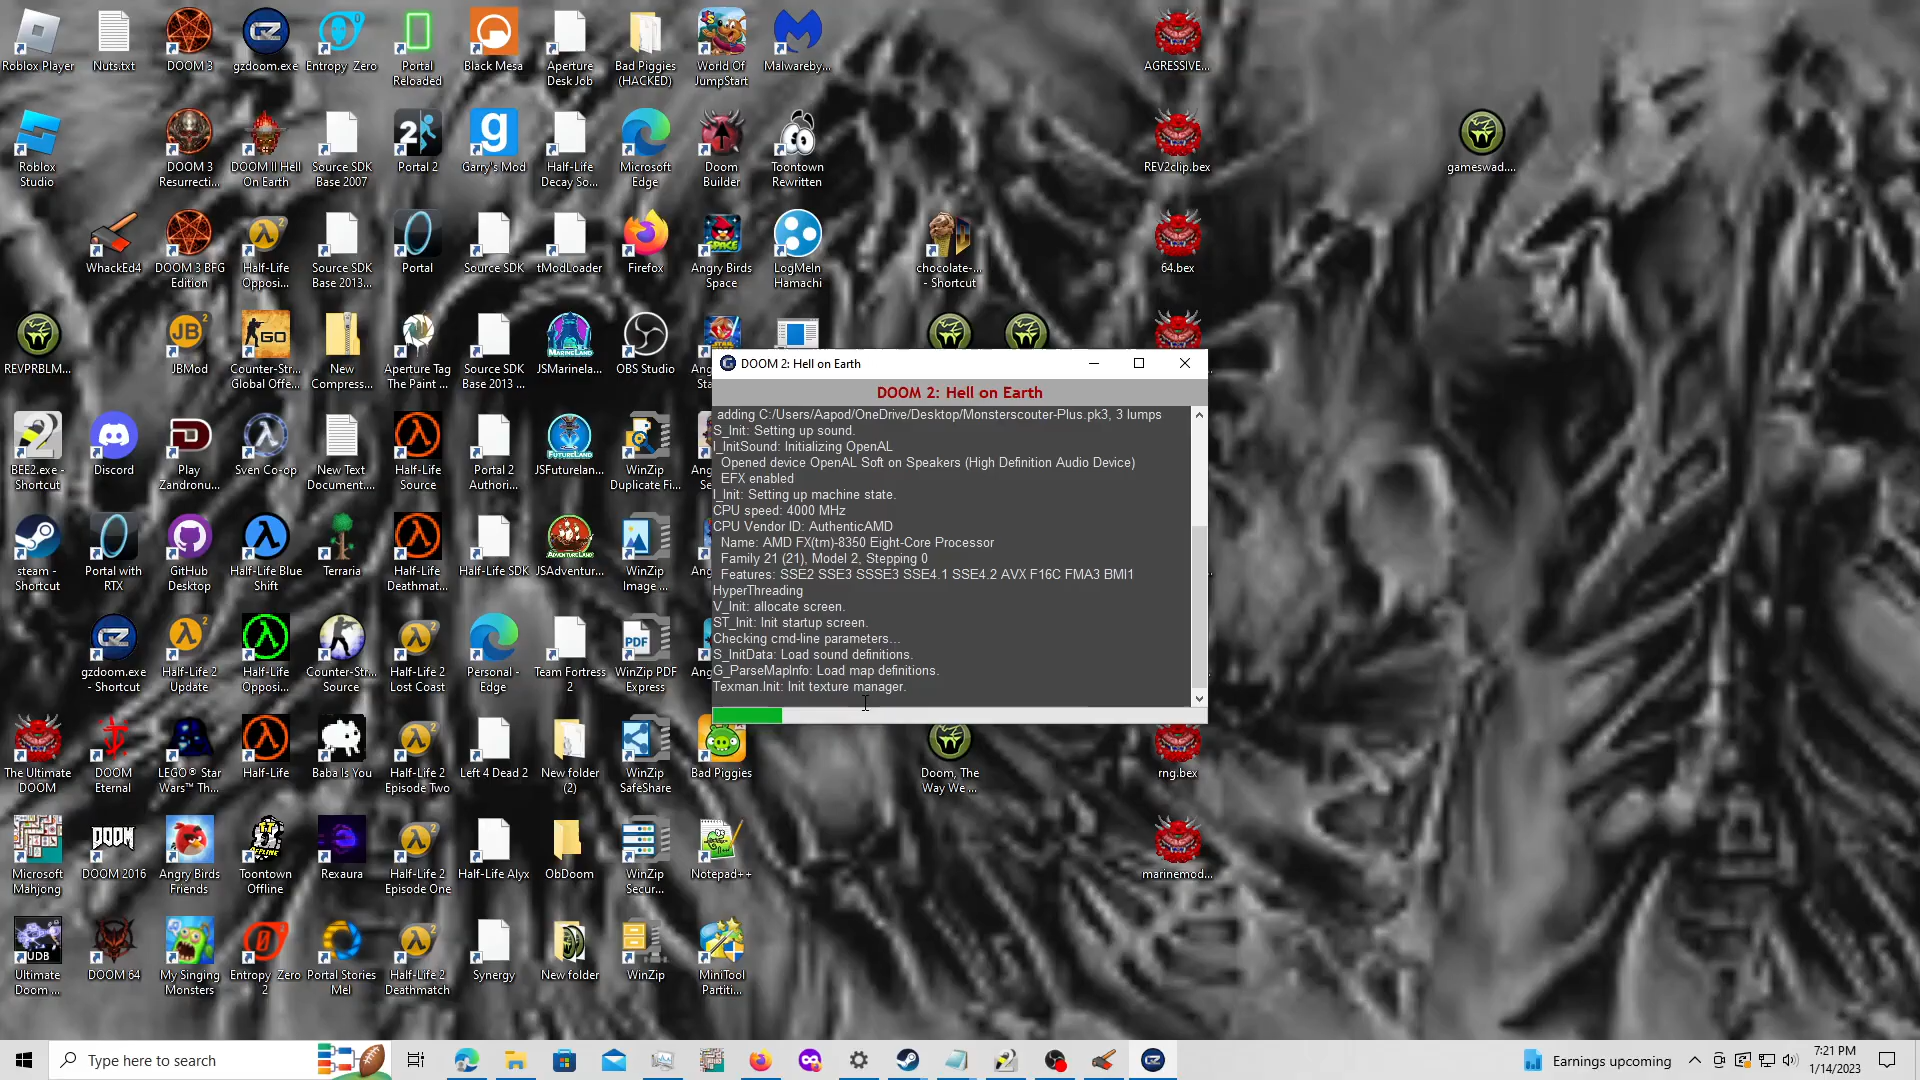 Roblox Player
Nuts.txt
DOOM 3
gzdoom.exe
Entropy Zero
Portal
Reloaded
Black Mesa
Aperture
Desk Job
Bad Piggies
(HACKED)
World Of
JumpStart
Malwareby...
AGRESSIVE...
Roblox
Studio
DOOM 3
Resurrecti...
DOOM II Hell
On Earth
Source SDK
Base 2007
Portal 2
Garry's Mod
Half-Life
Decay So...
Microsoft
Edge
Doom
Builder
Toontown
Rewritten
REV2clip.bex
gameswad....
WhackEd4
DOOM 3 BFG
Edition
Half-Life
Opposi...
Source SDK
Base 2013...
Portal
Source SDK
tModLoader
Firefox
Angry Birds
Space
LogMeIn
Hamachi
chocolate-...
- Shortcut
64.bex
REVPRBLM...
JBMod
Counter-Str...
Global Offe...
New
Compress...
Aperture Tag
The Paint ...
Source SDK
Base 2013 ...
JSMarinela...
OBS Studio
DOOM 2: Hell on Earth
DOOM 2: Hell on Earth
adding C:/Users/Aapod/OneDrive/Desktop/Monsterscouter-Plus.pk3, 3 lumps
S_Init: Setting up sound.
I_InitSound: Initializing OpenAL
Opened device OpenAL Soft on Speakers (High Definition Audio Device)
EFX enabled
I_Init: Setting up machine state.
CPU speed: 4000 MHz
CPU Vendor ID: AuthenticAMD
Name: AMD FX(tm)-8350 Eight-Core Processor
Family 21 (21), Model 2, Stepping 0
Features: SSE2 SSE3 SSSE3 SSE4.1 SSE4.2 AVX F16C FMA3 BMI1
HyperThreading
V_Init: allocate screen.
ST_Init: Init startup screen.
Checking cmd-line parameters...
S_InitData: Load sound definitions.
G_ParseMapInfo: Load map definitions.
Texman.Init: Init texture manager.
BEE2.exe -
Shortcut
Discord
Play
Zandronu...
Sven Co-op
New Text
Document....
Half-Life
Source
Portal 2
Authori...
JSFuturelan...
WinZip
Duplicate Fi...
steam -
Shortcut
Portal with
RTX
GitHub
Desktop
Half-Life Blue
Shift
Terraria
Half-Life
Deathmat...
Half-Life SDK
JSAdventur...
WinZip
Image ...
gzdoom.exe
- Shortcut
Half-Life 2
Update
Half-Life
Opposi...
Counter-Str...
Source
Half-Life 2
Lost Coast
Personal -
Edge
Team Fortress
2
WinZip PDF
Express
The Ultimate
DOOM
DOOM
Eternal
LEGO® Star
Wars™ Th...
Half-Life
Baba Is You
Half-Life 2
Episode Two
Left 4 Dead 2
New folder
(2)
WinZip
SafeShare
Bad Piggies
Doom, The
Way We ...
rng.bex
Microsoft
Mahjong
DOOM 2016
Angry Birds
Friends
Toontown
Offline
Rexaura
Half-Life 2
Episode One
Half-Life Alyx
ObDoom
WinZip
Secur...
Notepad++
marinemod...
Ultimate
Doom ...
DOOM 64
My Singing
Monsters
Entropy Zero
2
Portal Stories
Mel
Half-Life 2
Deathmatch
Synergy
New folder
WinZip
MiniTool
Partiti...
Type here to search
Earnings upcoming
7:21 PM
1/14/2023